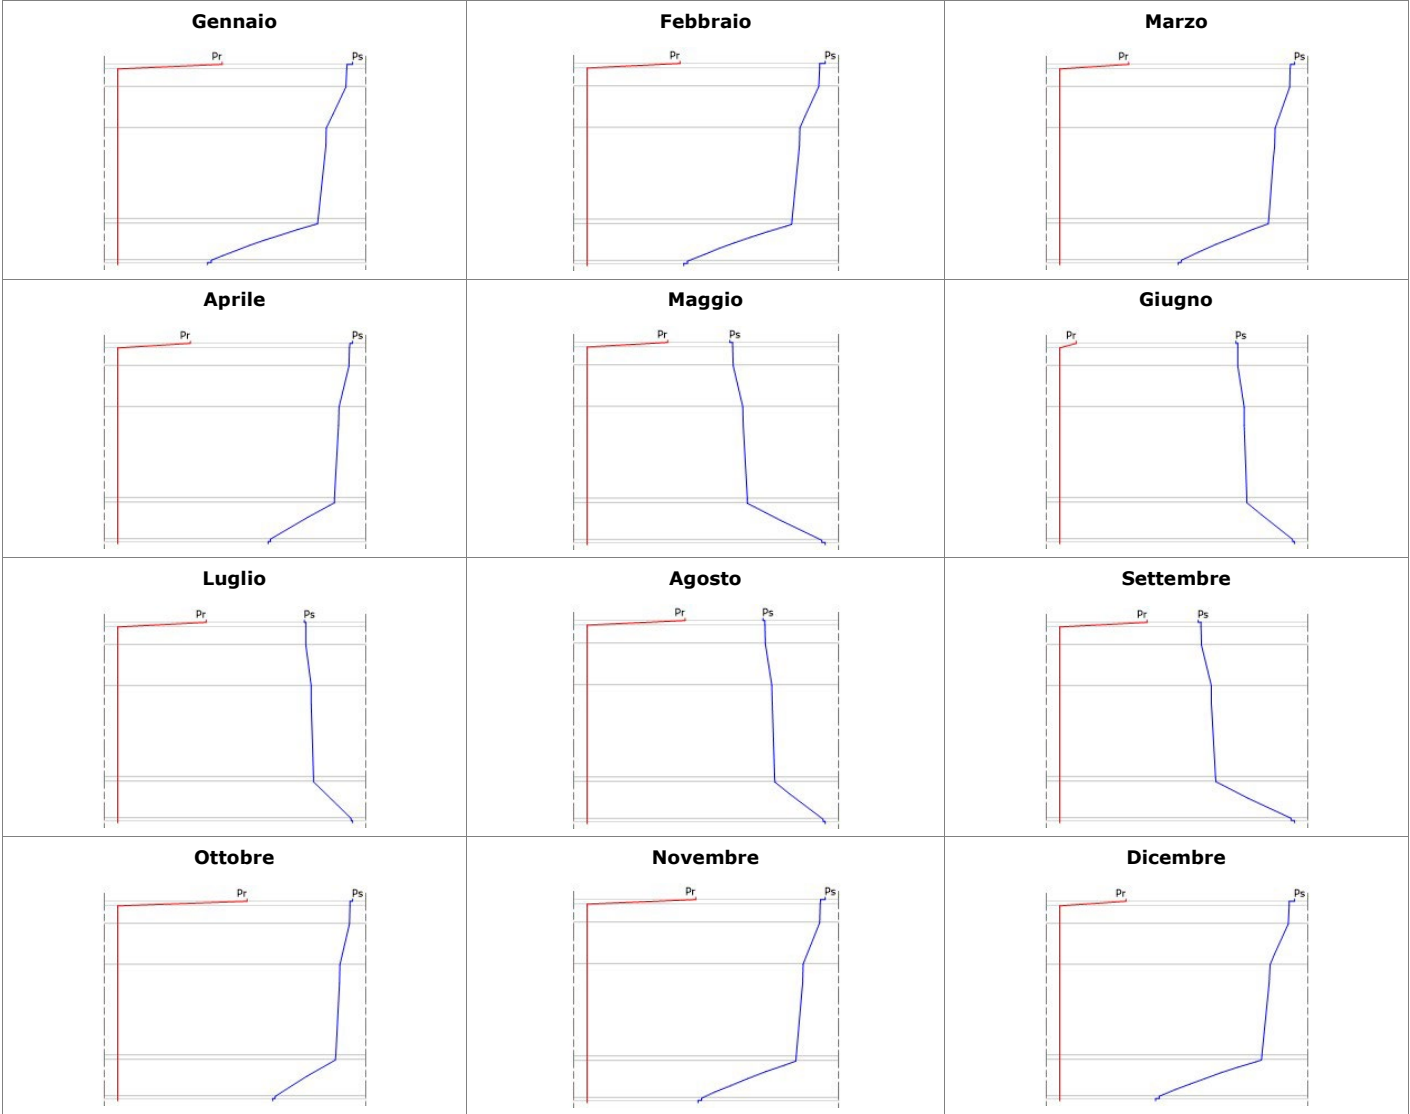 Gennaio
Pr Ps
Febbraio
Pr Ps
Marzo
Pr Ps
Aprile
Pr Ps
Maggio
Pr Ps
Giugno
Pr Ps
Luglio
Pr Ps
Agosto
Pr Ps
Settembre
Pr Ps
Ottobre
Pr Ps
Novembre
Pr Ps
Dicembre
Pr Ps